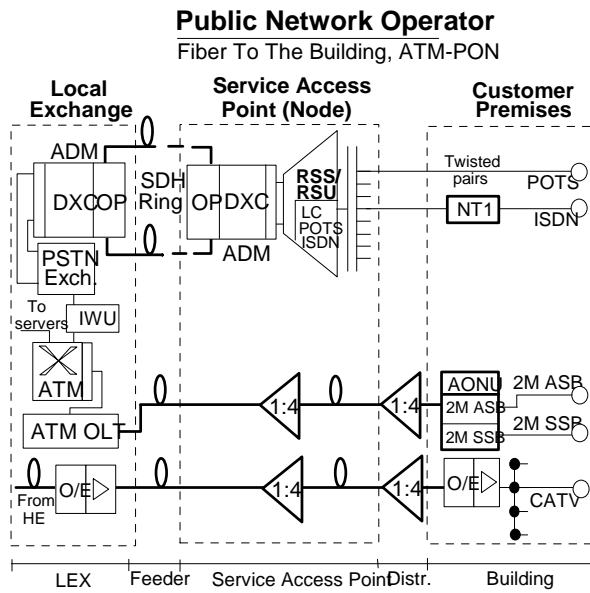 Public Network Operator
Fiber To The Building, ATM-PON
Local
Exchange
Service Access
Point (Node)
Customer
Premises
ADM
DXC
OP
SDH
Ring
OP
DXC
ADM
RSS/
RSU
LC
POTS
ISDN
Twisted
pairs
POTS
NT1
ISDN
PSTN
Exch.
To
servers
IWU
ATM
ATM OLT
1:4
1:4
AONU
2M ASB
2M SSB
2M ASB
2M SSB
From
HE
O/E
1:4
1:4
O/E
CATV
LEX
Feeder
Service Access Point
Distr.
Building